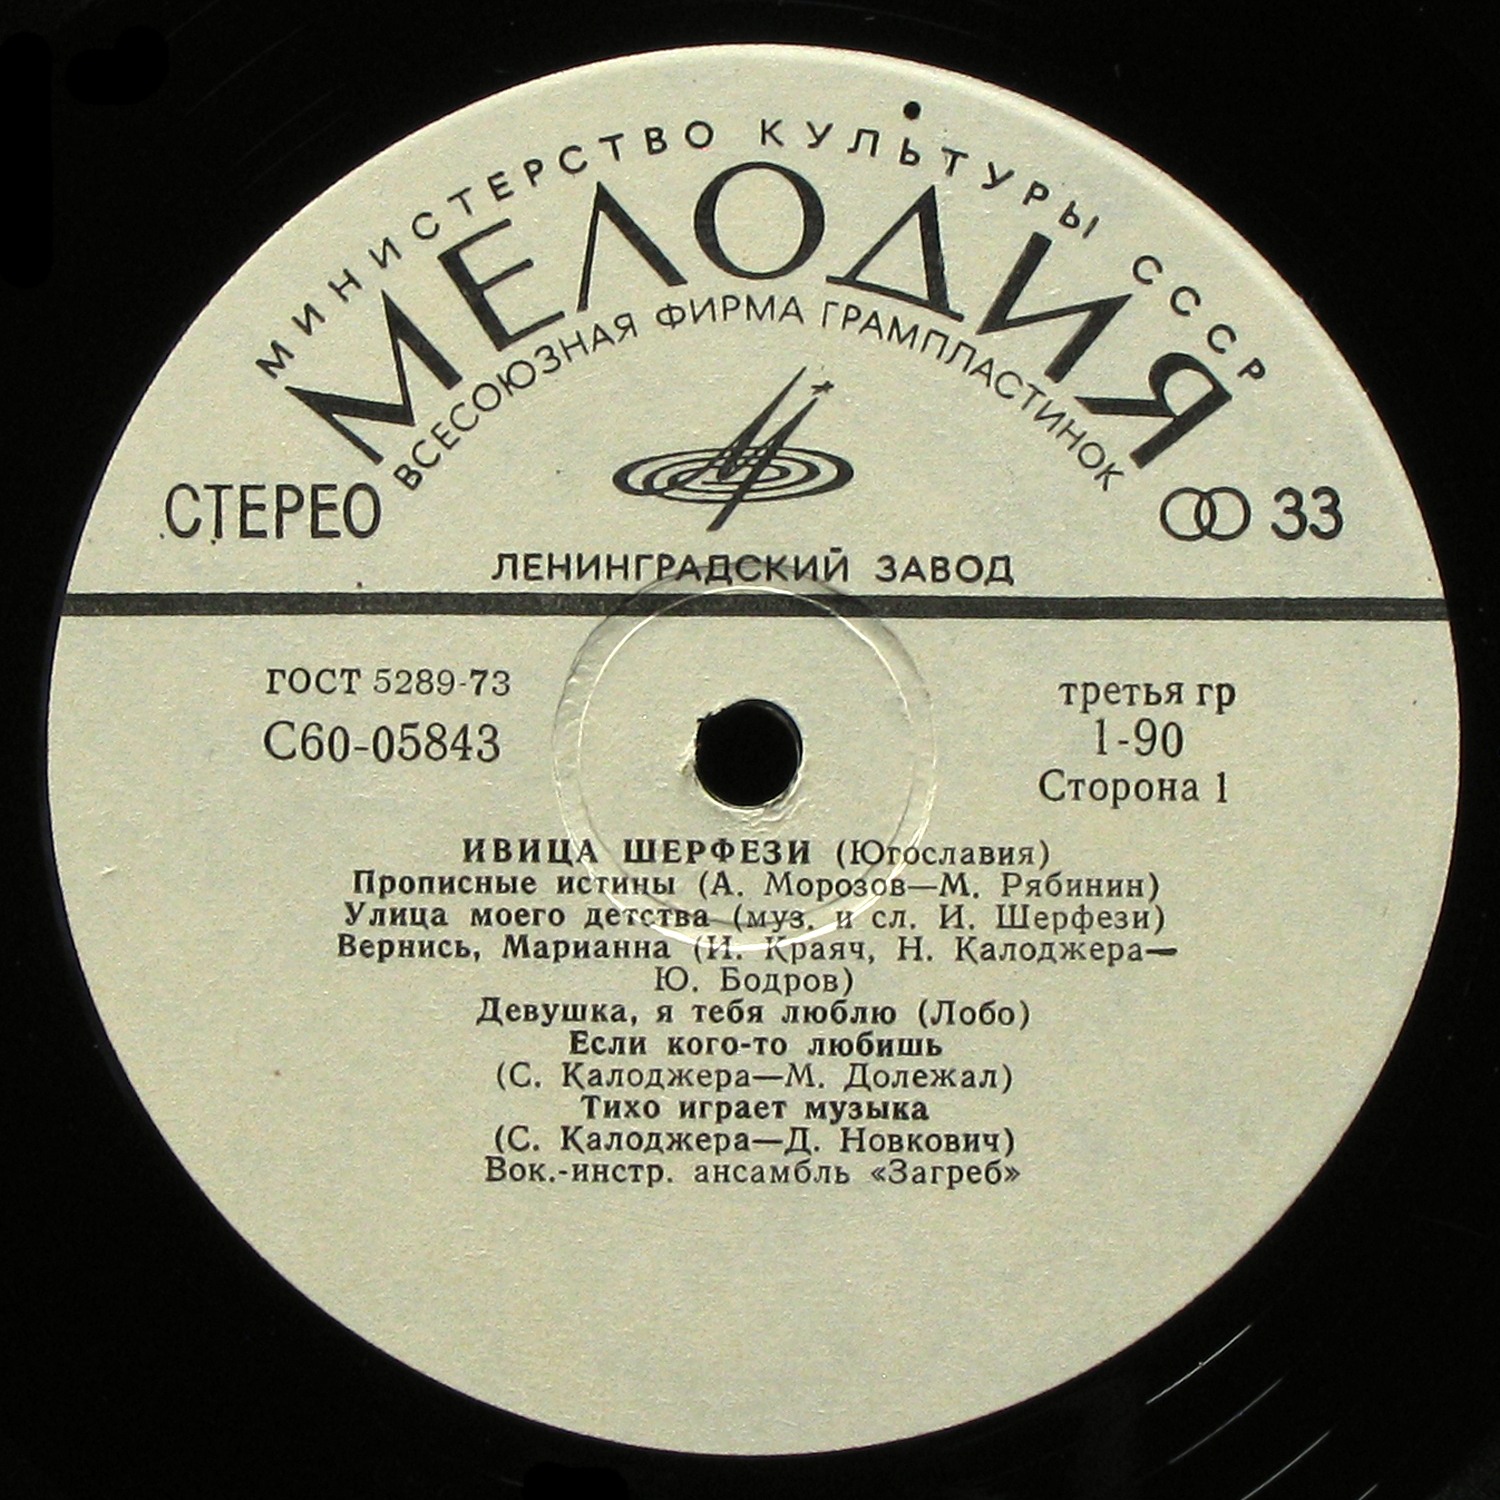 МИНИСТЕРСТВО КУЛЬТУРЫ СССР
МЕЛОДИЯ
ВСЕСОЮЗНАЯ ФИРМА ГРАМПЛАСТИНОК
СТЕРЕО
33
ЛЕНИНГРАДСКИЙ ЗАВОД
ГОСТ 5289-73
С60-05843
третья гр
1-90
Сторона 1
ИВИЦА ШЕРФЕЗИ (Югославия)
Прописные истины (А. Морозов—М. Рябинин)
Улица моего детства (муз. и сл. И. Шерфези)
Вернись, Марианна (И. Краяч, Н. Калоджера—
Ю. Бодров)
Девушка, я тебя люблю (Лобо)
Если кого-то любишь
(С. Калоджера—М. Долежал)
Тихо играет музыка
(С. Калоджера—Д. Новкович)
Вок.-инстр. ансамбль «Загреб»